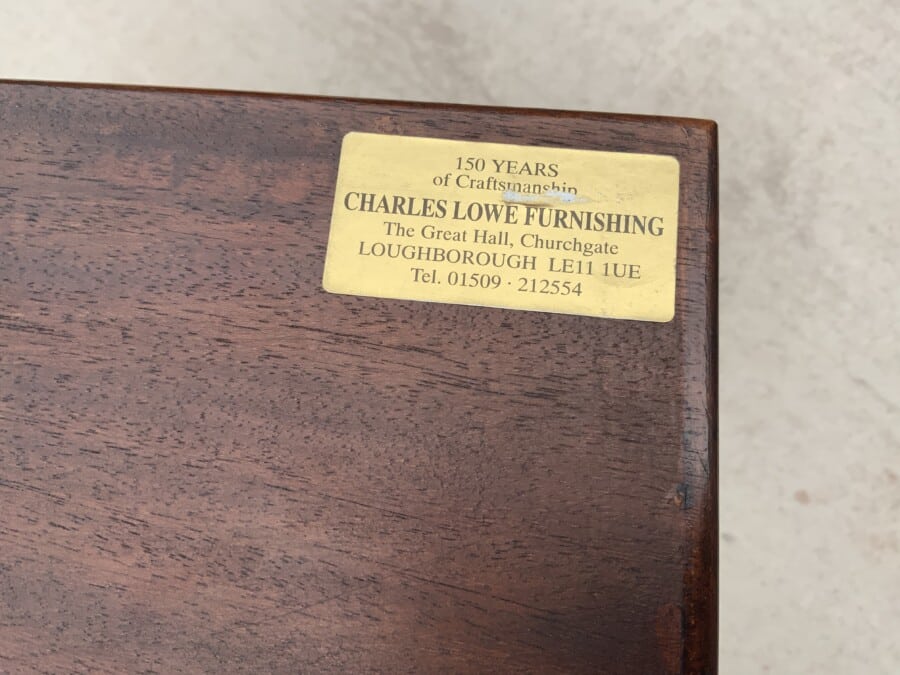 150 YEARS
of Craftsmanship
CHARLES LOWE FURNISHING
The Great Hall, Churchgate
LOUGHBOROUGH LE11 1UE
Tel. 01509 · 212554